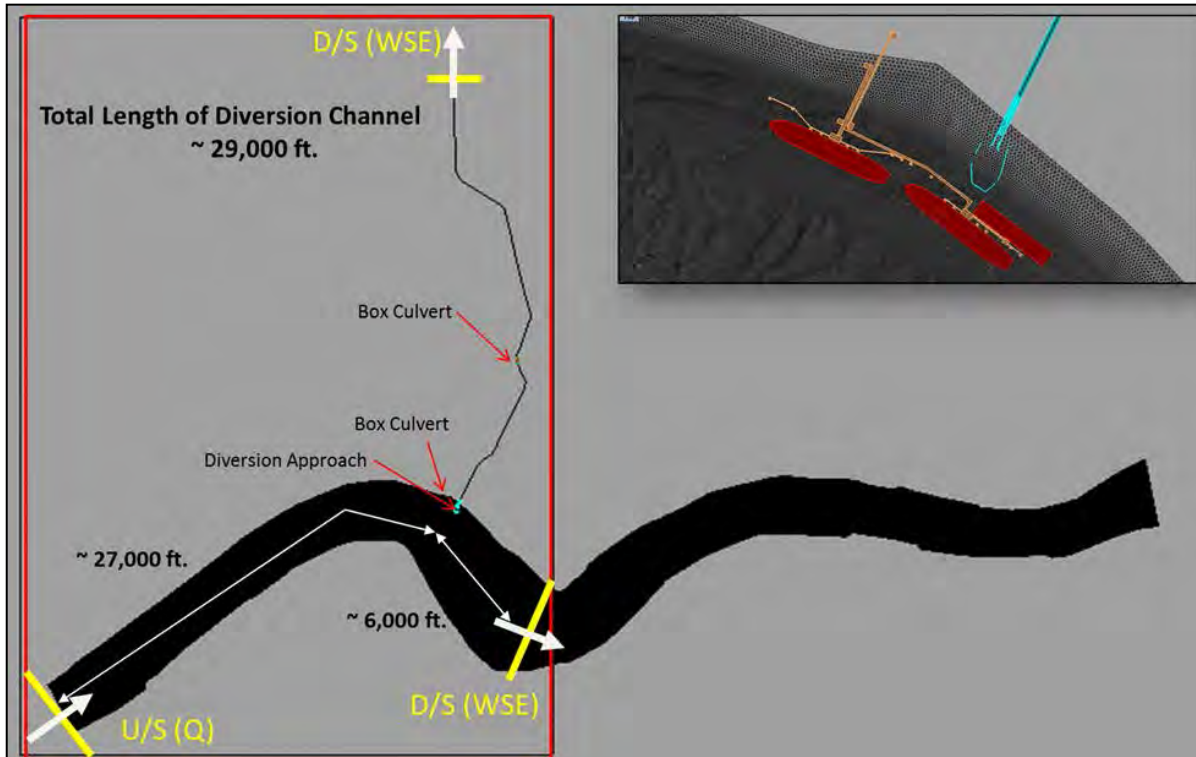 D/S (WSE)
Total Length of Diversion Channel
~ 29,000 ft.
Box Culvert
Box Culvert
Diversion Approach
~ 27,000 ft.
~ 6,000 ft.
D/S (WSE)
U/S (Q)